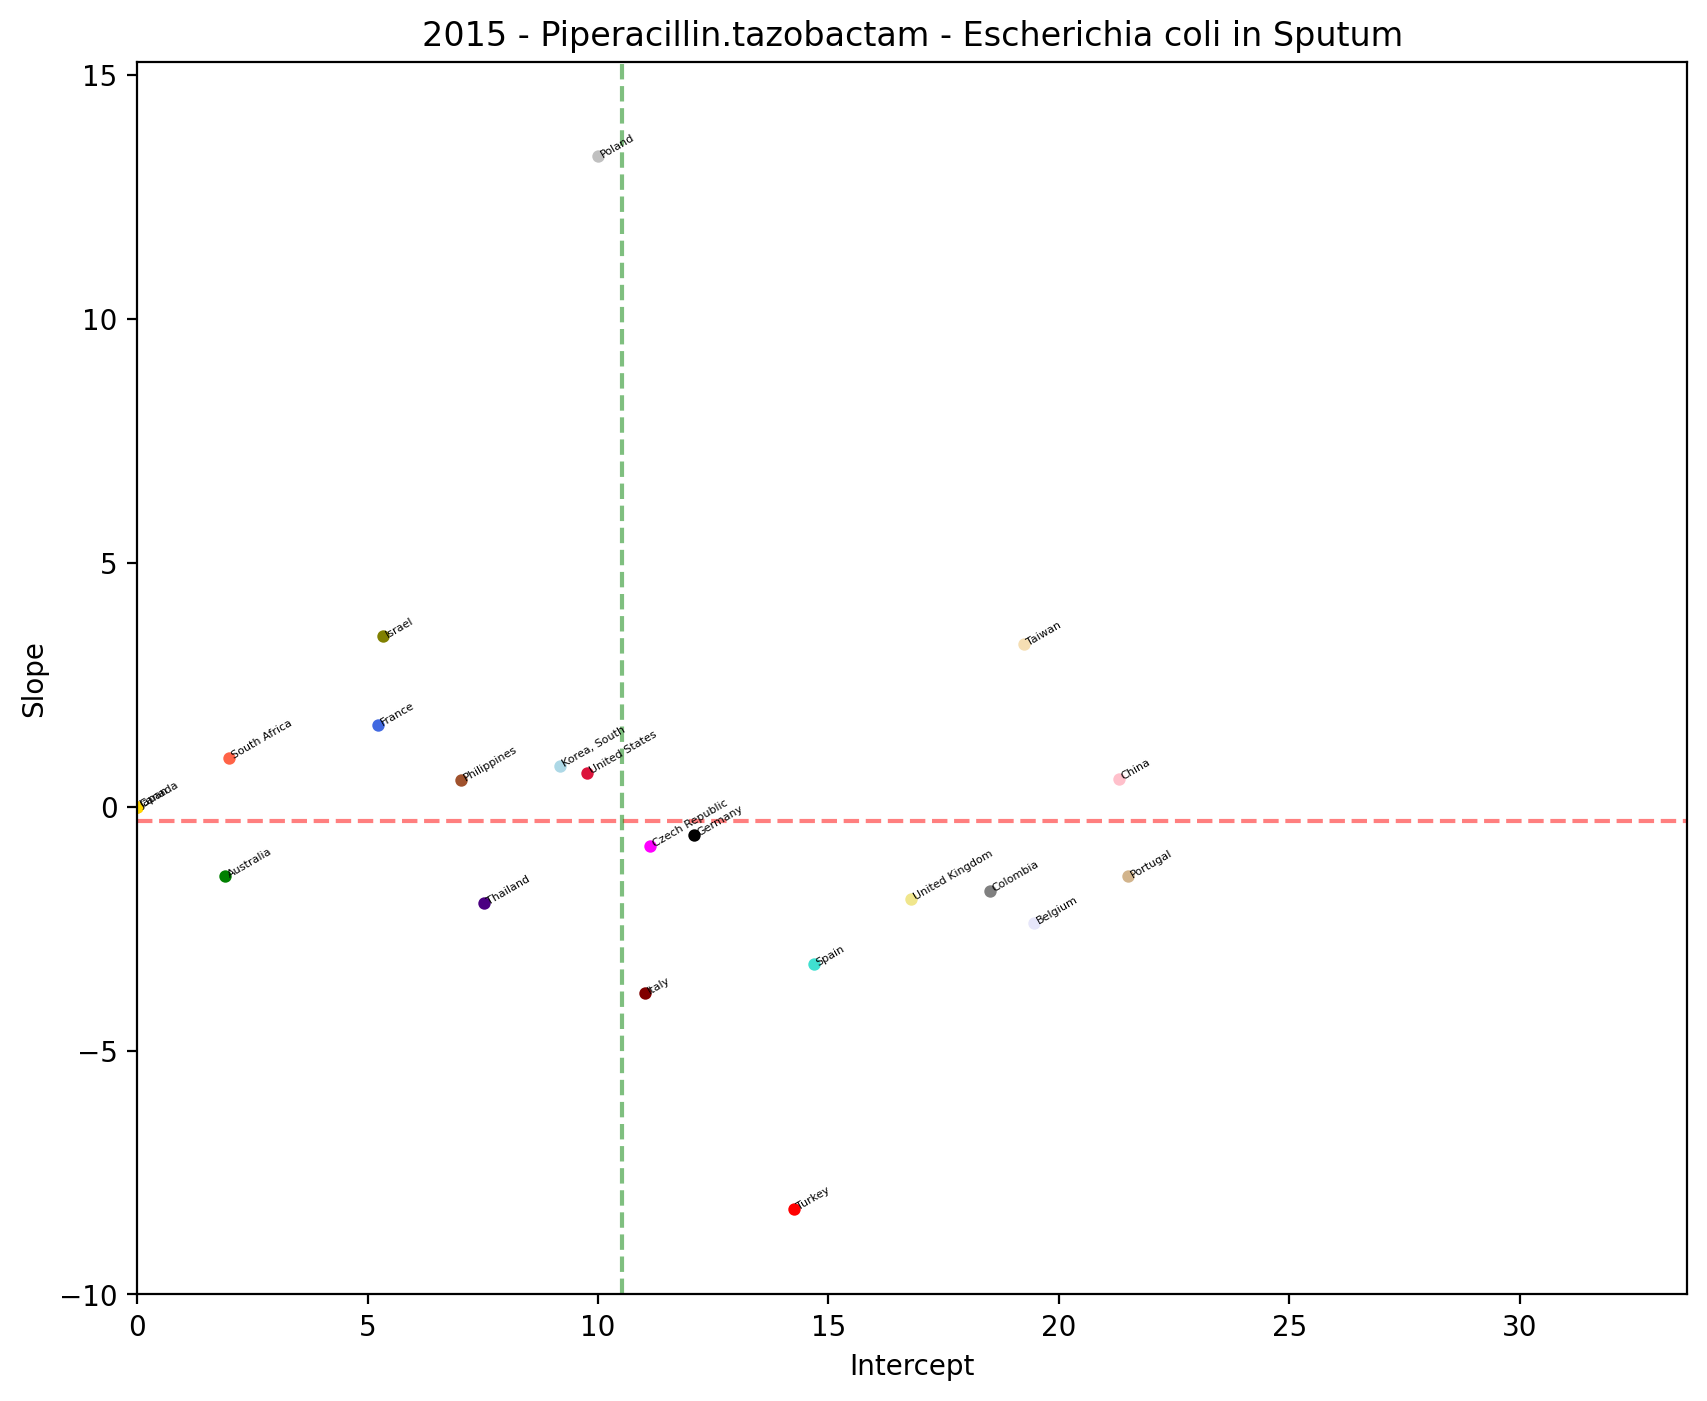 2015 - Piperacillin.tazobactam - Escherichia coli in Sputum
15
Poland
10
Slope
5
Israel
Taiwan
France
South Africa
Korea, South
United States
Philippines
China
Canada
Japan
0
Czech Republic
Germany
Australia
Thailand
United Kingdom
Colombia
Portugal
Belgium
Spain
Italy
−5
Turkey
−10
0 5 10 15 20 25 30
Intercept